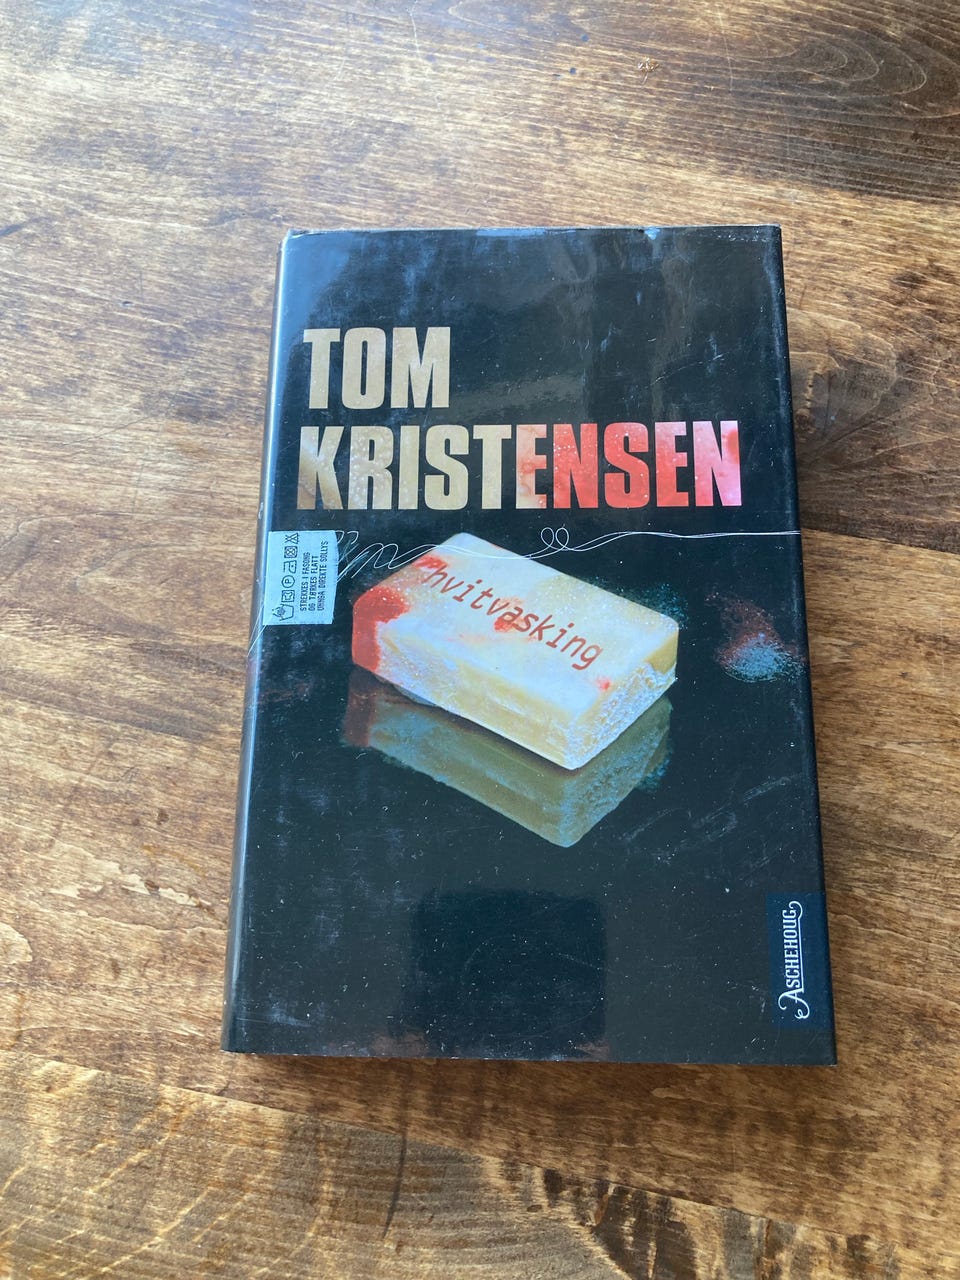 TOM
KRISTENSEN
STREKKES I FASONG
OG TØRKES FLATT
UNNGÅ DIREKTE SOLLYS
P
hvitvasking
ASCHEHOUG